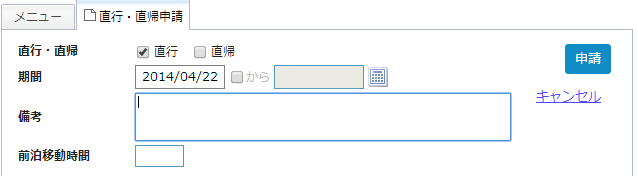 メニュー 直行・直帰申請
直行・直帰 直行 直帰 申請
期間 2014/04/22 から
キャンセル
備考
前泊移動時間